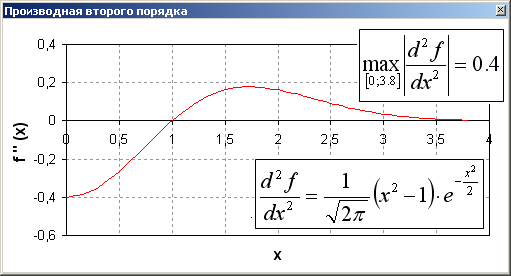 Производная второго порядка
max [0;3.8] |d²f/dx²| = 0.4
f '' (x)
0,4
0,2
0
-0,2
-0,4
-0,6
0 0,5 1 1,5 2 2,5 3 3,5 4
d²f/dx² = 1/√(2π) (x² − 1) · e^(−x²/2)
x